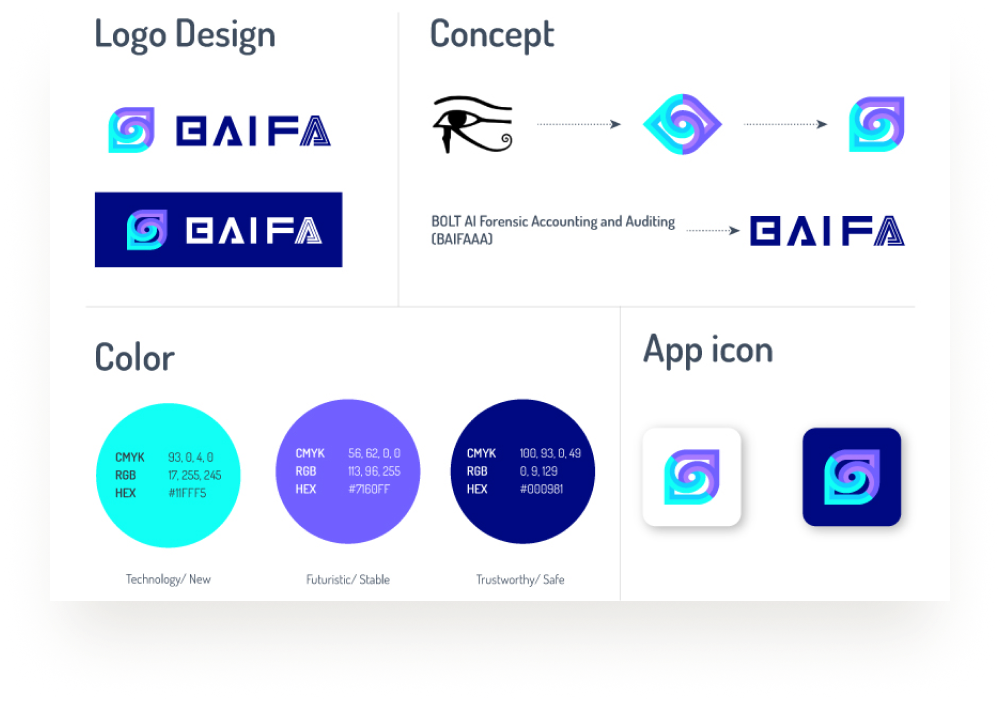 Logo Design
BAIFA
BAIFA
Concept
BOLT AI Forensic Accounting and Auditing
(BAIFAAA)
BAIFA
Color
CMYK 93, 0, 4, 0
RGB 17, 255, 245
HEX #11FFF5
Technology/ New
CMYK 56, 62, 0, 0
RGB 113, 96, 255
HEX #7160FF
Futuristic/ Stable
CMYK 100, 93, 0, 49
RGB 0, 9, 129
HEX #000981
Trustworthy/ Safe
App icon